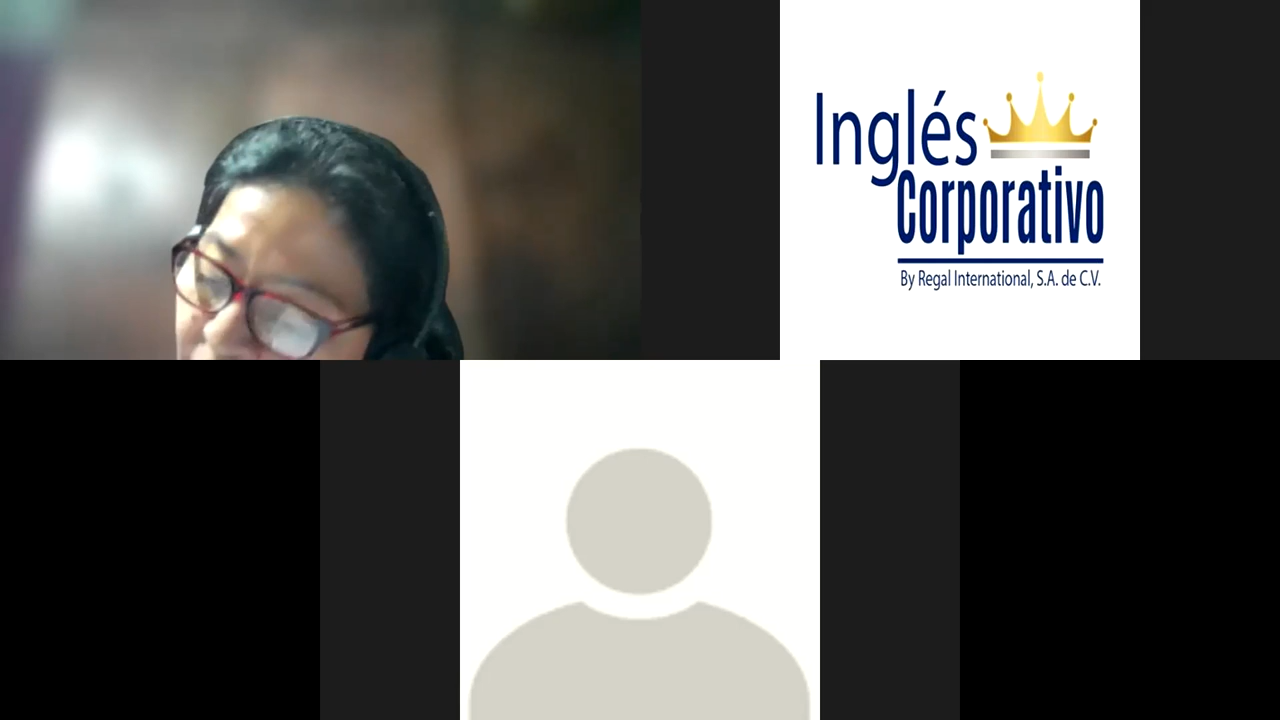 Inglés
Corporativo
By Regal International, S.A. de C.V.